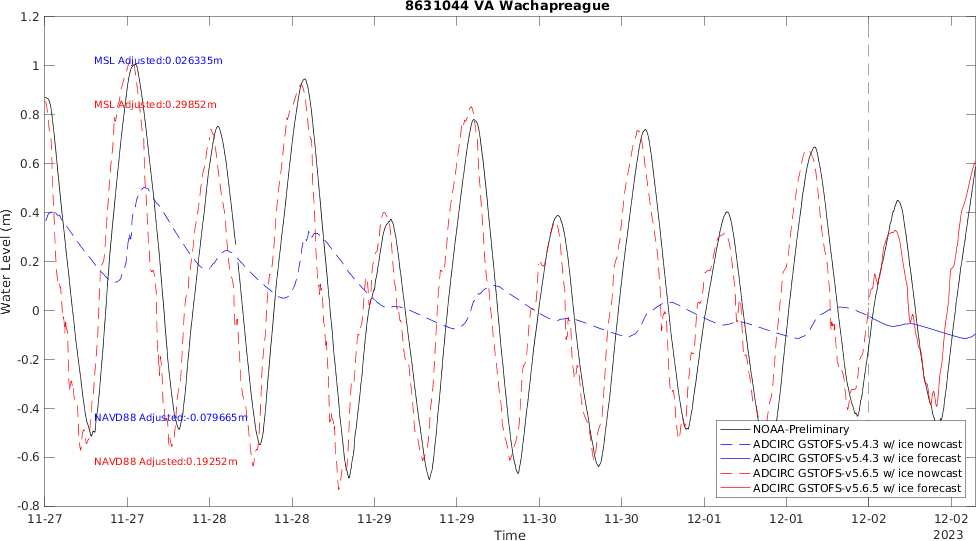 8631044 VA Wachapreague
1.2
1
0.8
0.6
0.4
0.2
0
-0.2
-0.4
-0.6
-0.8
Water Level (m)
MSL Adjusted:0.026335m
MSL Adjusted:0.29852m
NAVD88 Adjusted:-0.079665m
NAVD88 Adjusted:0.19252m
NOAA-Preliminary
ADCIRC GSTOFS-v5.4.3 w/ ice nowcast
ADCIRC GSTOFS-v5.4.3 w/ ice forecast
ADCIRC GSTOFS-v5.6.5 w/ ice nowcast
ADCIRC GSTOFS-v5.6.5 w/ ice forecast
11-27 11-27 11-28 11-28 11-29 11-29 11-30 11-30 12-01 12-01 12-02 12-02
2023
Time